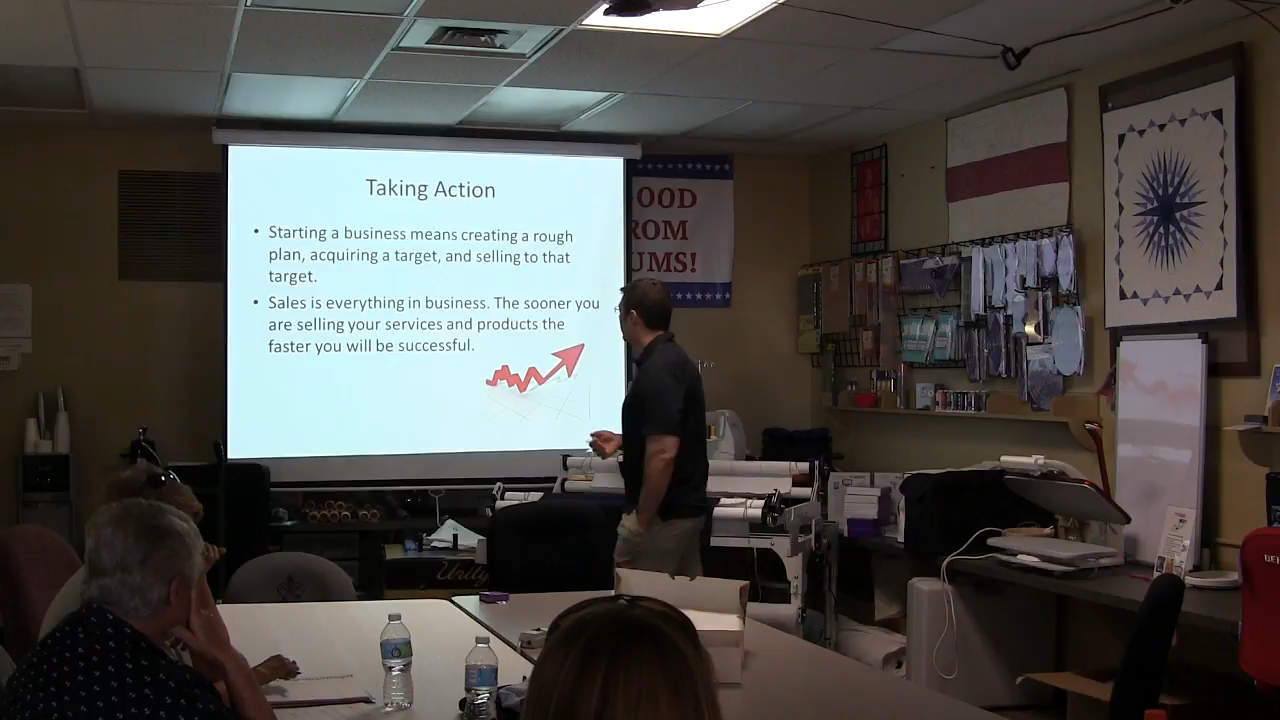 Taking Action
• Starting a business means creating a rough
plan, acquiring a target, and selling to that
target.
• Sales is everything in business. The sooner you
are selling your services and products the
faster you will be successful.
OOD
ROM
UMS!
Unity